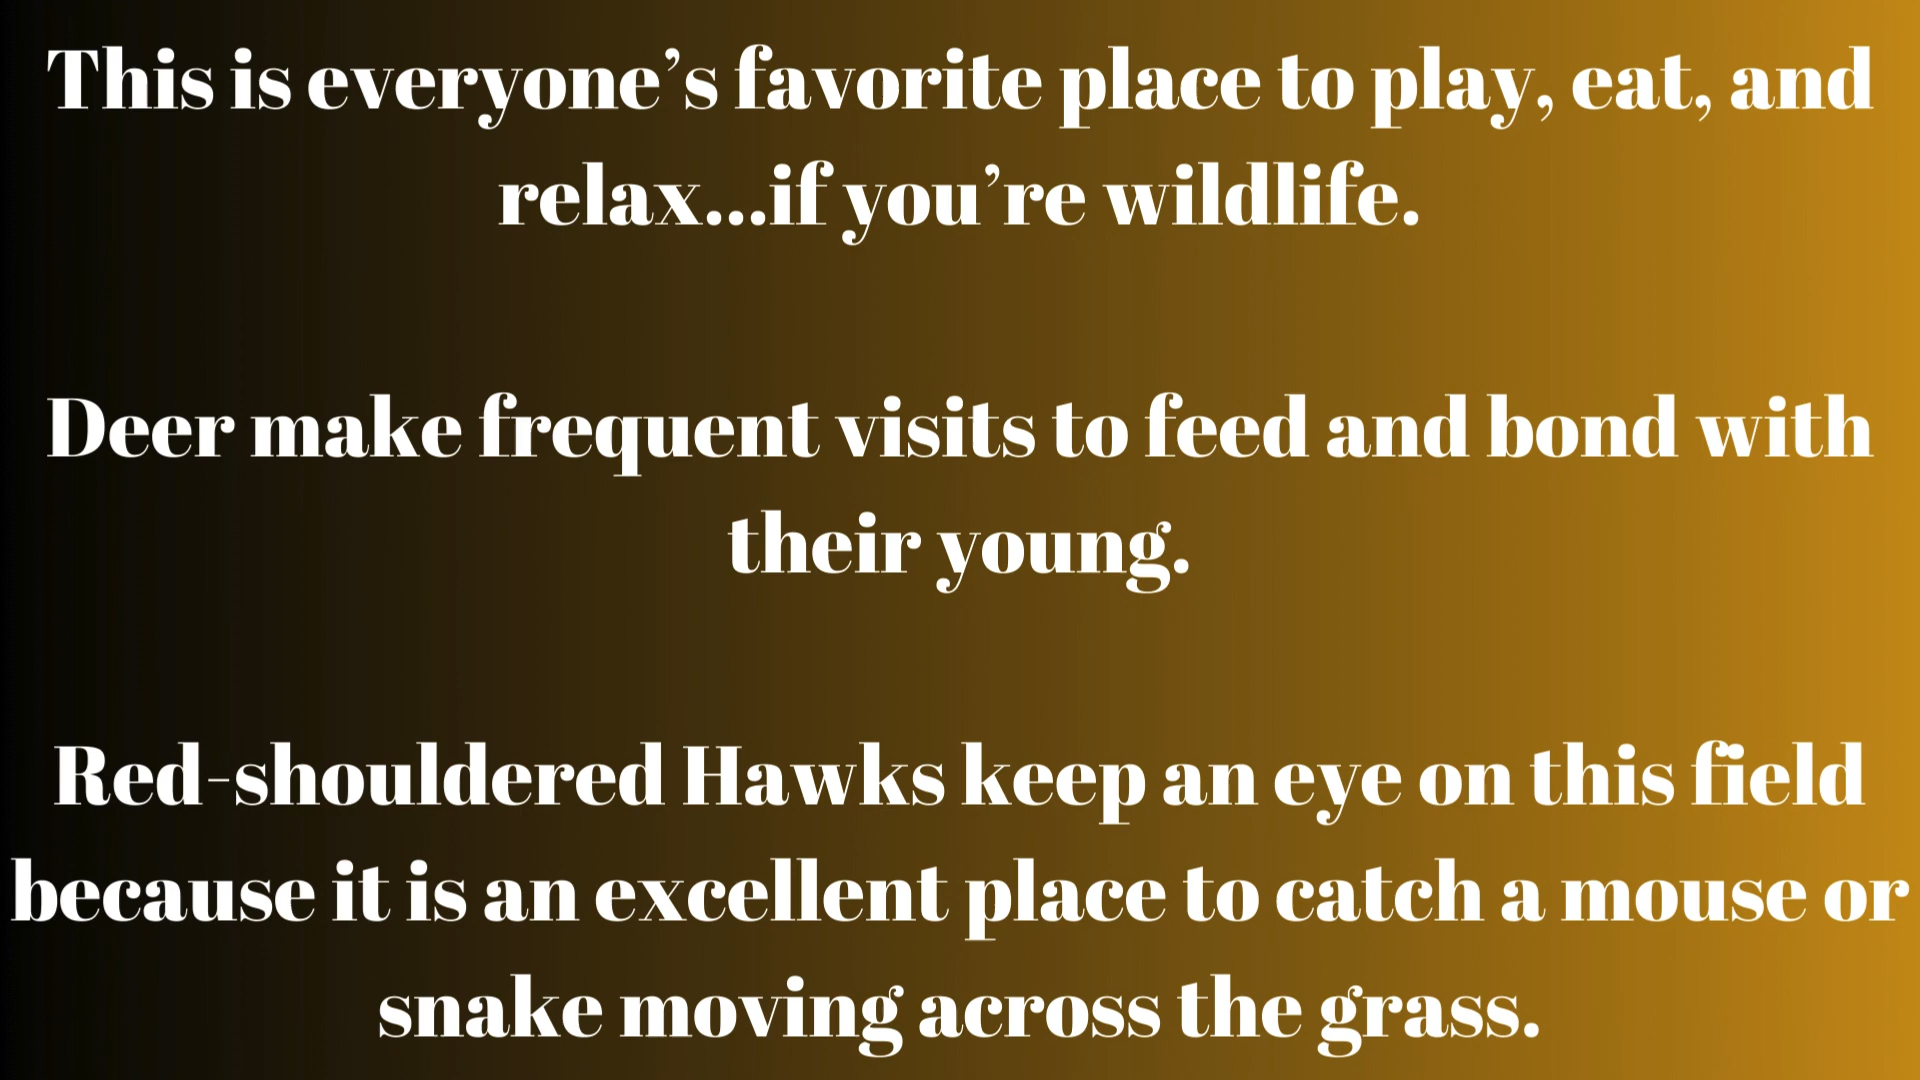 This is everyone’s favorite place to play, eat, and
relax...if you’re wildlife.
Deer make frequent visits to feed and bond with
their young.
Red-shouldered Hawks keep an eye on this field
because it is an excellent place to catch a mouse or
snake moving across the grass.